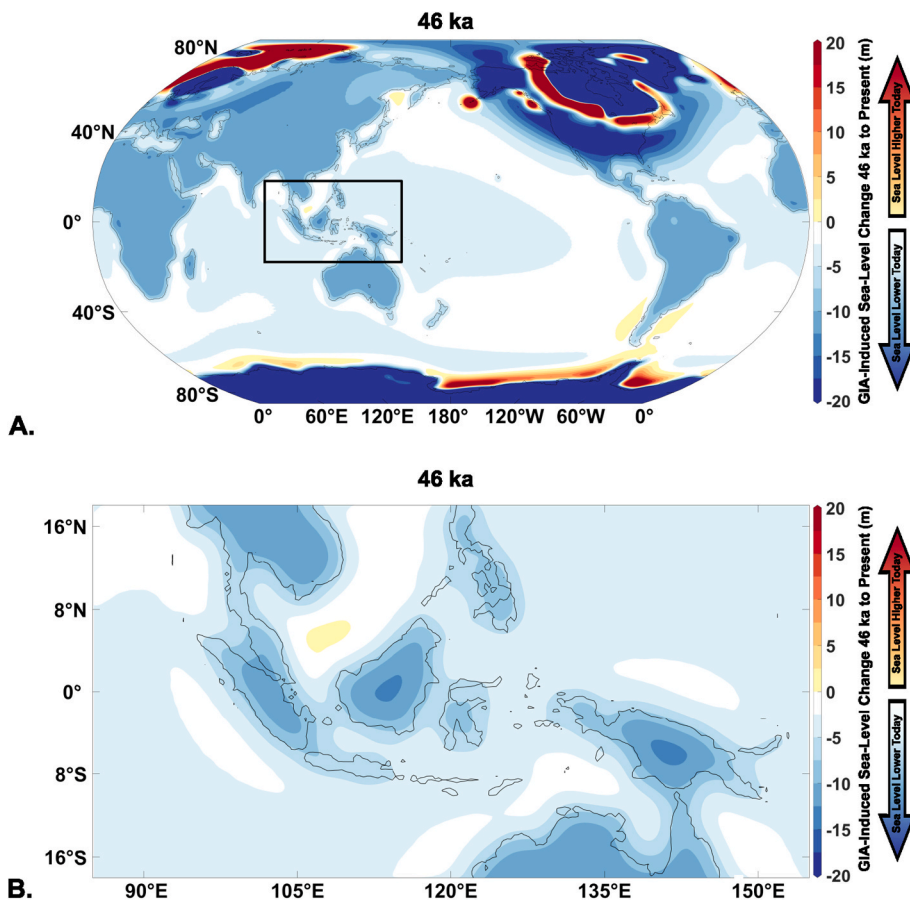 46 ka
80°N
40°N
0°
40°S
80°S
0° 60°E 120°E 180° 120°W 60°W 0°
20
15
10
5
0
-5
-10
-15
-20
GIA-Induced Sea-Level Change 46 ka to Present (m)
Sea Level Higher Today
Sea Level Lower Today
A.
46 ka
16°N
8°N
0°
8°S
16°S
90°E 105°E 120°E 135°E 150°E
20
15
10
5
0
-5
-10
-15
-20
GIA-Induced Sea-Level Change 46 ka to Present (m)
Sea Level Higher Today
Sea Level Lower Today
B.